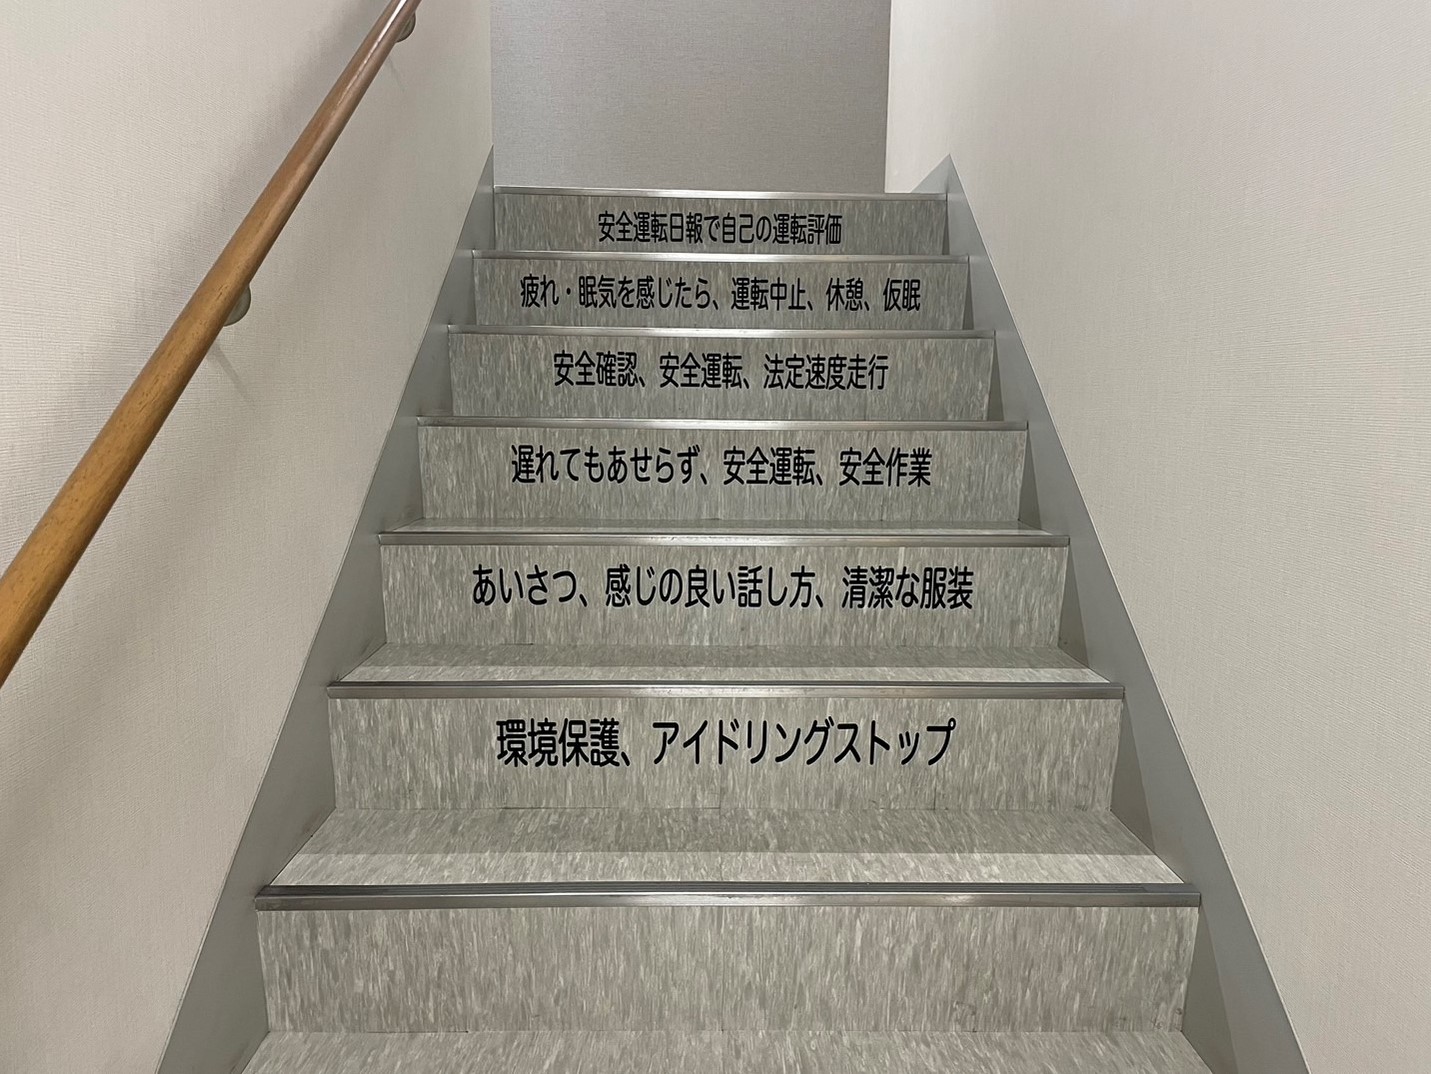 安全運転日報で自己の運転評価
疲れ・眠気を感じたら、運転中止、休憩、仮眠
安全確認、安全運転、法定速度走行
遅れてもあせらず、安全運転、安全作業
あいさつ、感じの良い話し方、清潔な服装
環境保護、アイドリングストップ